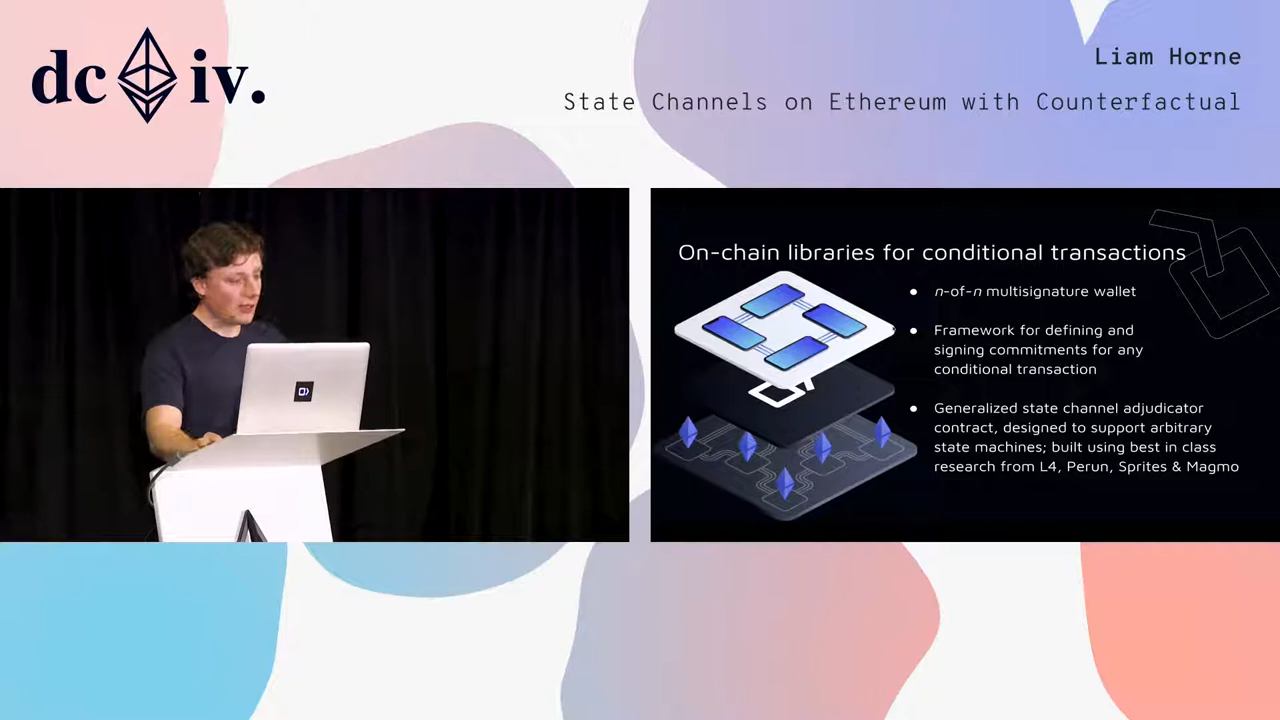 dc iv.
Liam Horne
State Channels on Ethereum with Counterfactual
On-chain libraries for conditional transactions
● n-of-n multisignature wallet
● Framework for defining and
signing commitments for any
conditional transaction
● Generalized state channel adjudicator
contract, designed to support arbitrary
state machines; built using best in class
research from L4, Perun, Sprites & Magmo